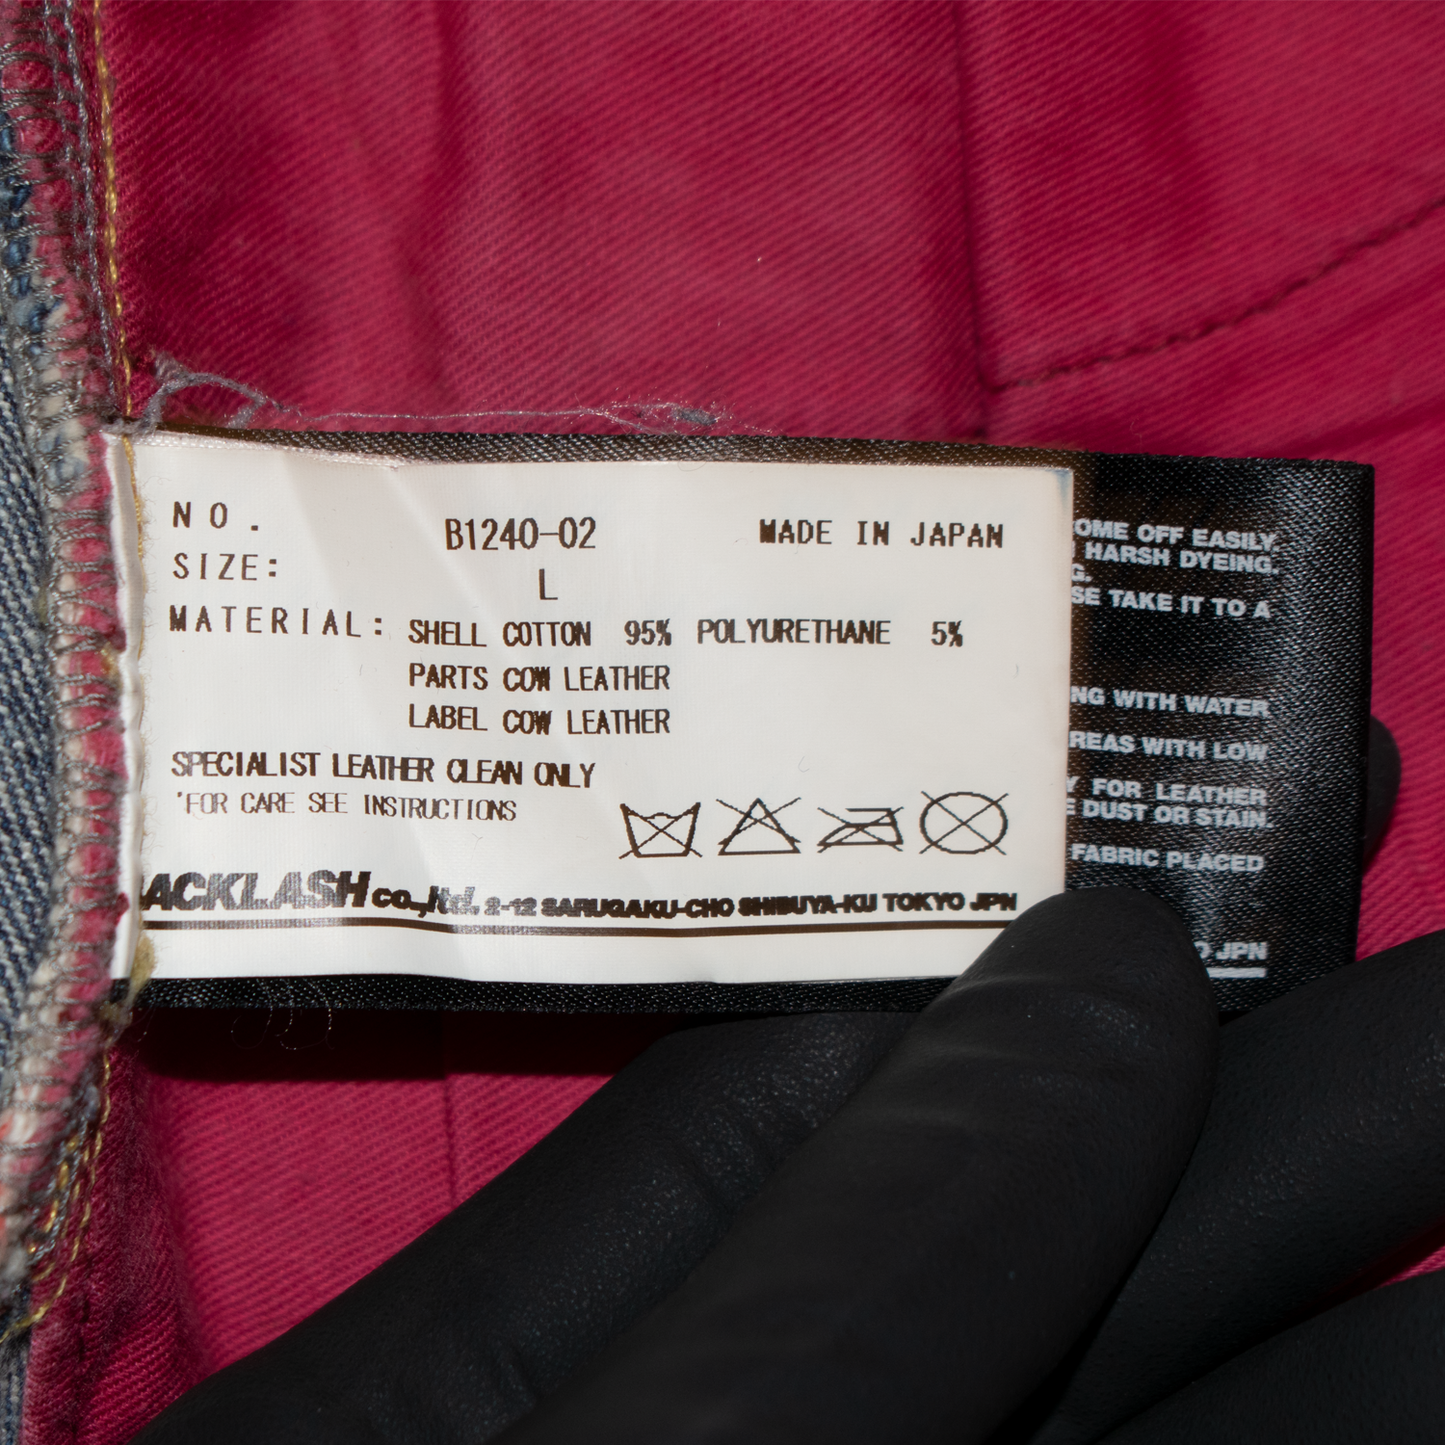 NO. B1240-02 MADE IN JAPAN
SIZE: L
MATERIAL: SHELL COTTON 95% POLYURETHANE 5%
PARTS COW LEATHER
LABEL COW LEATHER
SPECIALIST LEATHER CLEAN ONLY
'FOR CARE SEE INSTRUCTIONS
ACKLASH co.,ltd. 2-12 SARUGAKU-CHO SHIBUYA-KU TOKYO JPN
OME OFF EASILY.
HARSH DYEING.
G.
SE TAKE IT TO A
NG WITH WATER
REAS WITH LOW
Y FOR LEATHER
E DUST OR STAIN.
FABRIC PLACED
O JPN